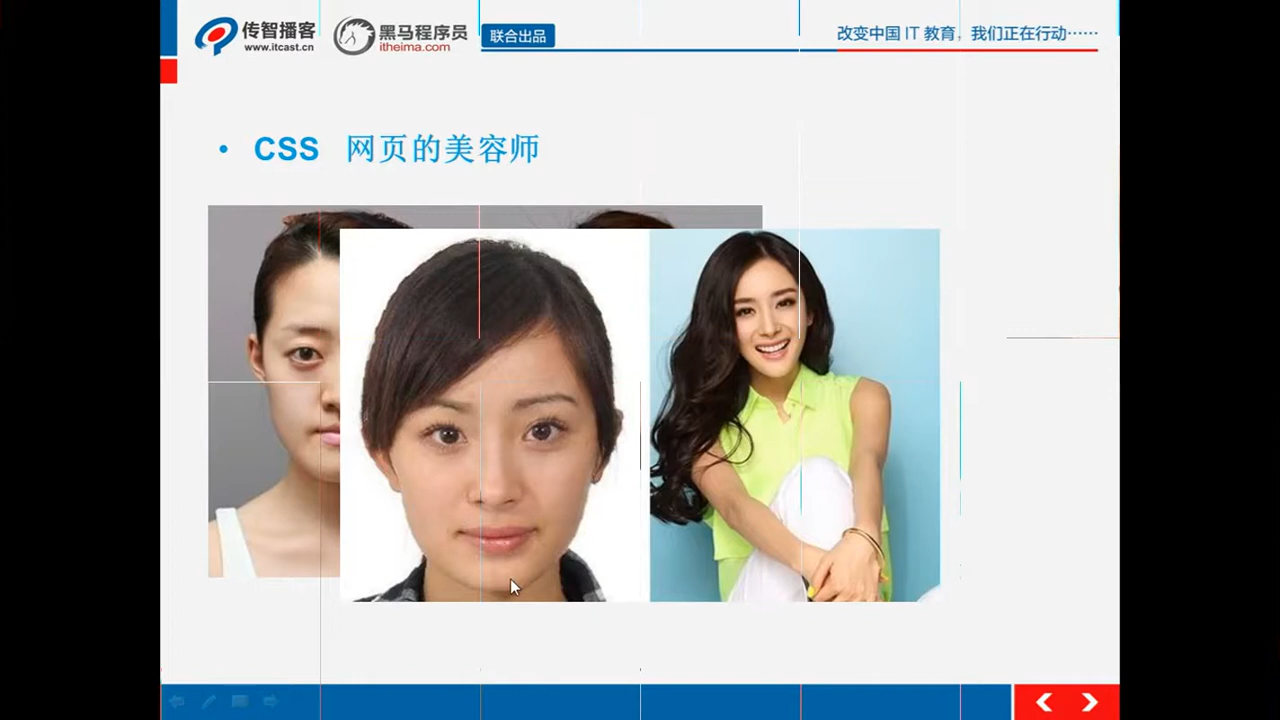 传智播客
www.itcast.cn
黑马程序员
itheima.com
联合出品
改变中国 IT 教育，我们正在行动……
• CSS 网页的美容师